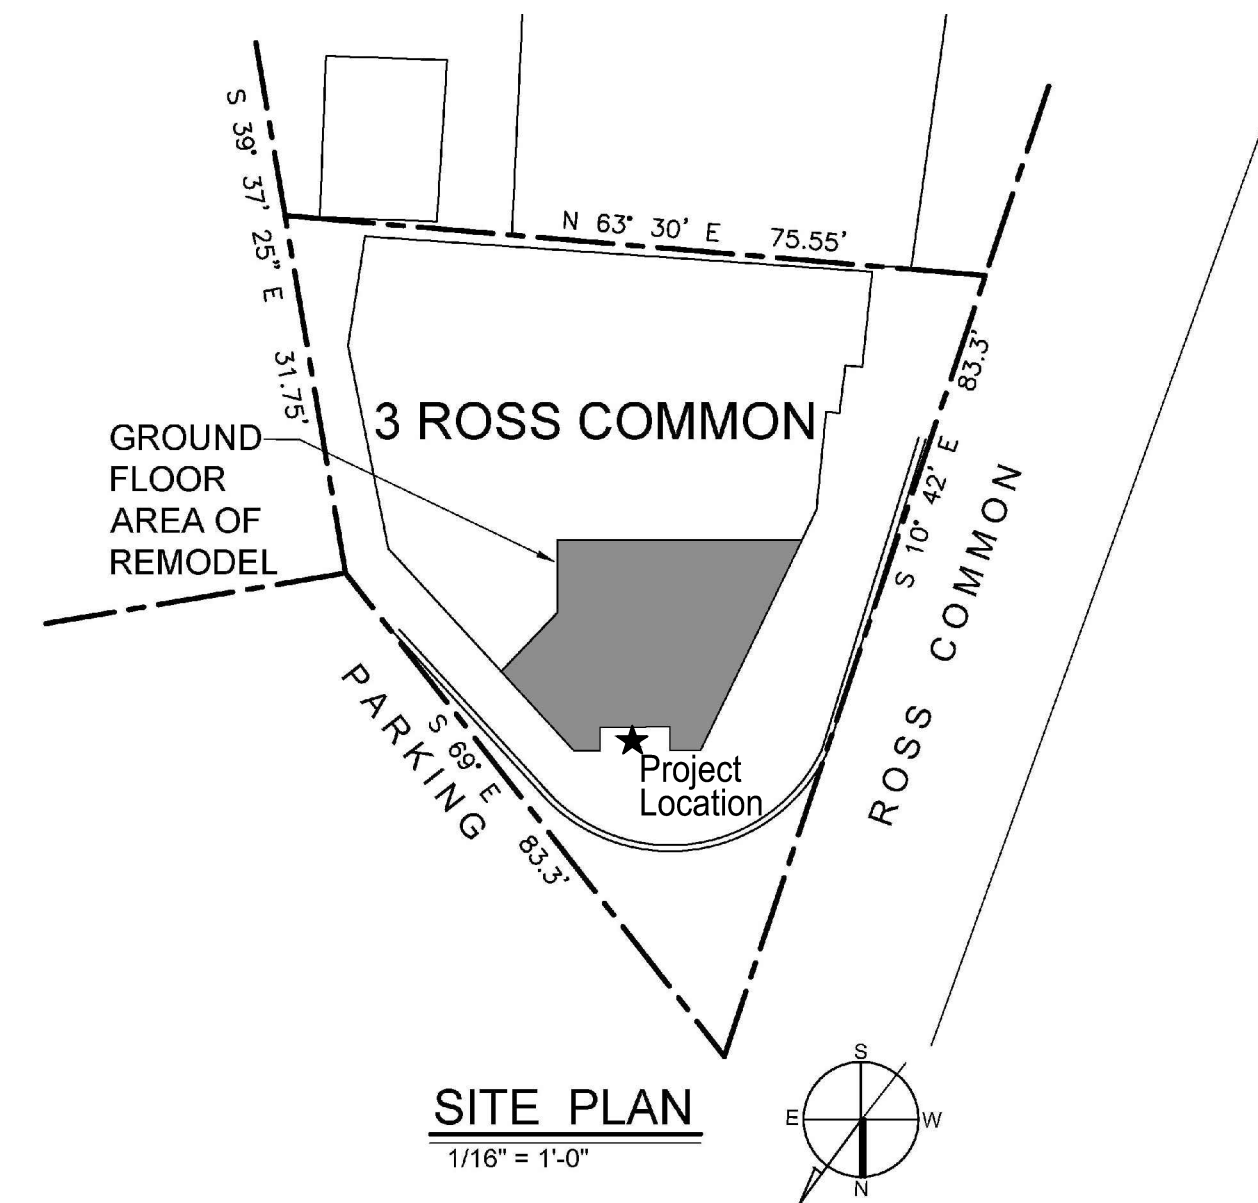 S 39° 37' 25" E 31.75'
N 63° 30' E 75.55'
83.3'
S 10° 42' E
3 ROSS COMMON
GROUND
FLOOR
AREA OF
REMODEL
ROSS COMMON
PARKING
S 69° E 83.3'
Project
Location
SITE PLAN
1/16" = 1'-0"
S
E
W
N